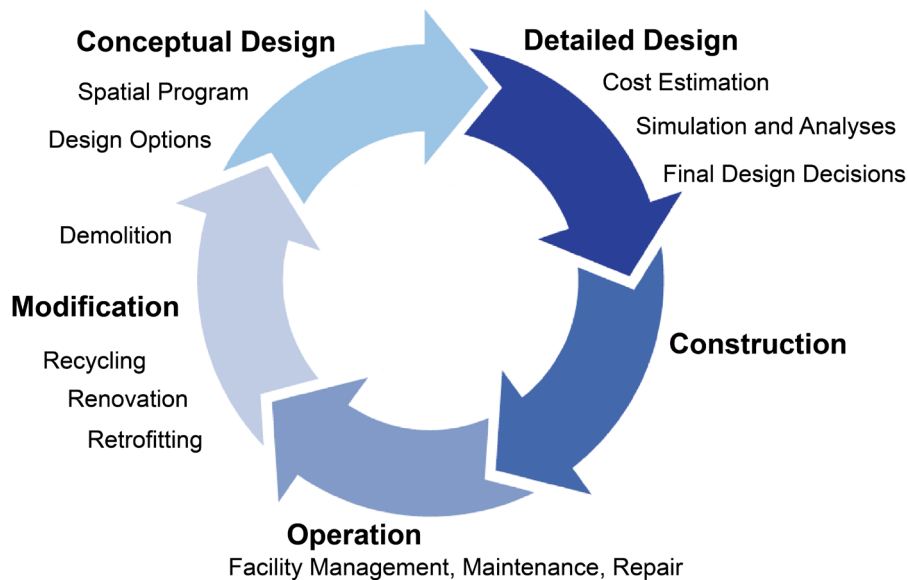 Conceptual Design
Spatial Program
Design Options
Detailed Design
Cost Estimation
Simulation and Analyses
Final Design Decisions
Construction
Operation
Facility Management, Maintenance, Repair
Demolition
Modification
Recycling
Renovation
Retrofitting